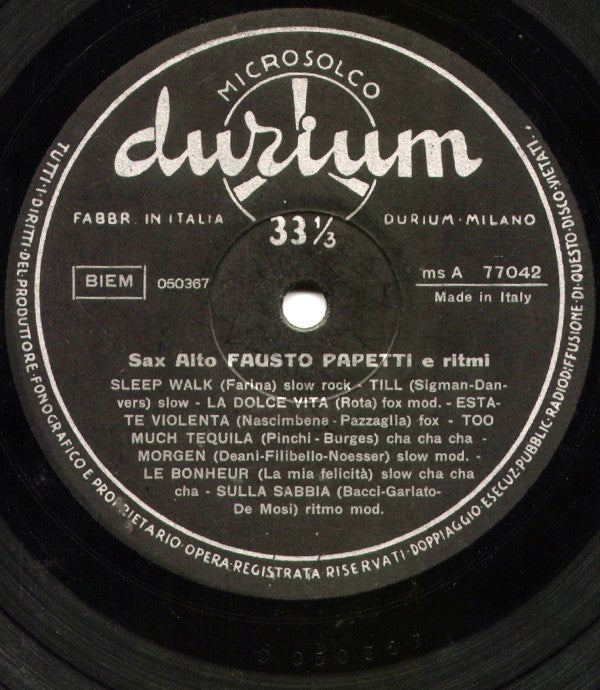 MICROSOLCO
durium
FABBR. IN ITALIA
DURIUM · MILANO
33 ⅓
BIEM
050367
ms A 77042
Made in Italy
Sax Alto FAUSTO PAPETTI e ritmi
SLEEP WALK (Farina) slow rock - TILL (Sigman-Dan-
vers) slow - LA DOLCE VITA (Rota) fox mod. - ESTA-
TE VIOLENTA (Nascimbene - Pazzaglia) fox - TOO
MUCH TEQUILA (Pinchi - Burges) cha cha cha -
MORGEN (Deani-Filibello-Noesser) slow mod. -
LE BONHEUR (La mia felicità) slow cha cha
cha - SULLA SABBIA (Bacci-Garlato-
De Mosi) ritmo mod.
TUTTI·I·DIRITTI·DEL·PRODUTTORE·FONOGRAFICO E PROPRIETARIO·OPERA·REGISTRATA·RISERVATI·DOPPIAGGIO·ESECUZ·PUBBLIC·RADIODIFFUSIONE·DI·QUESTO·DISCO·VIETATI.